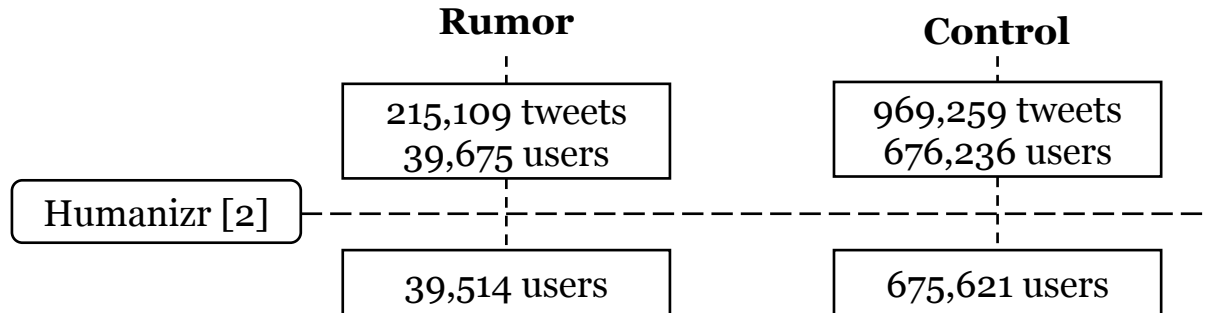 Rumor
Control
215,109 tweets
39,675 users
969,259 tweets
676,236 users
Humanizr [2]
39,514 users
675,621 users